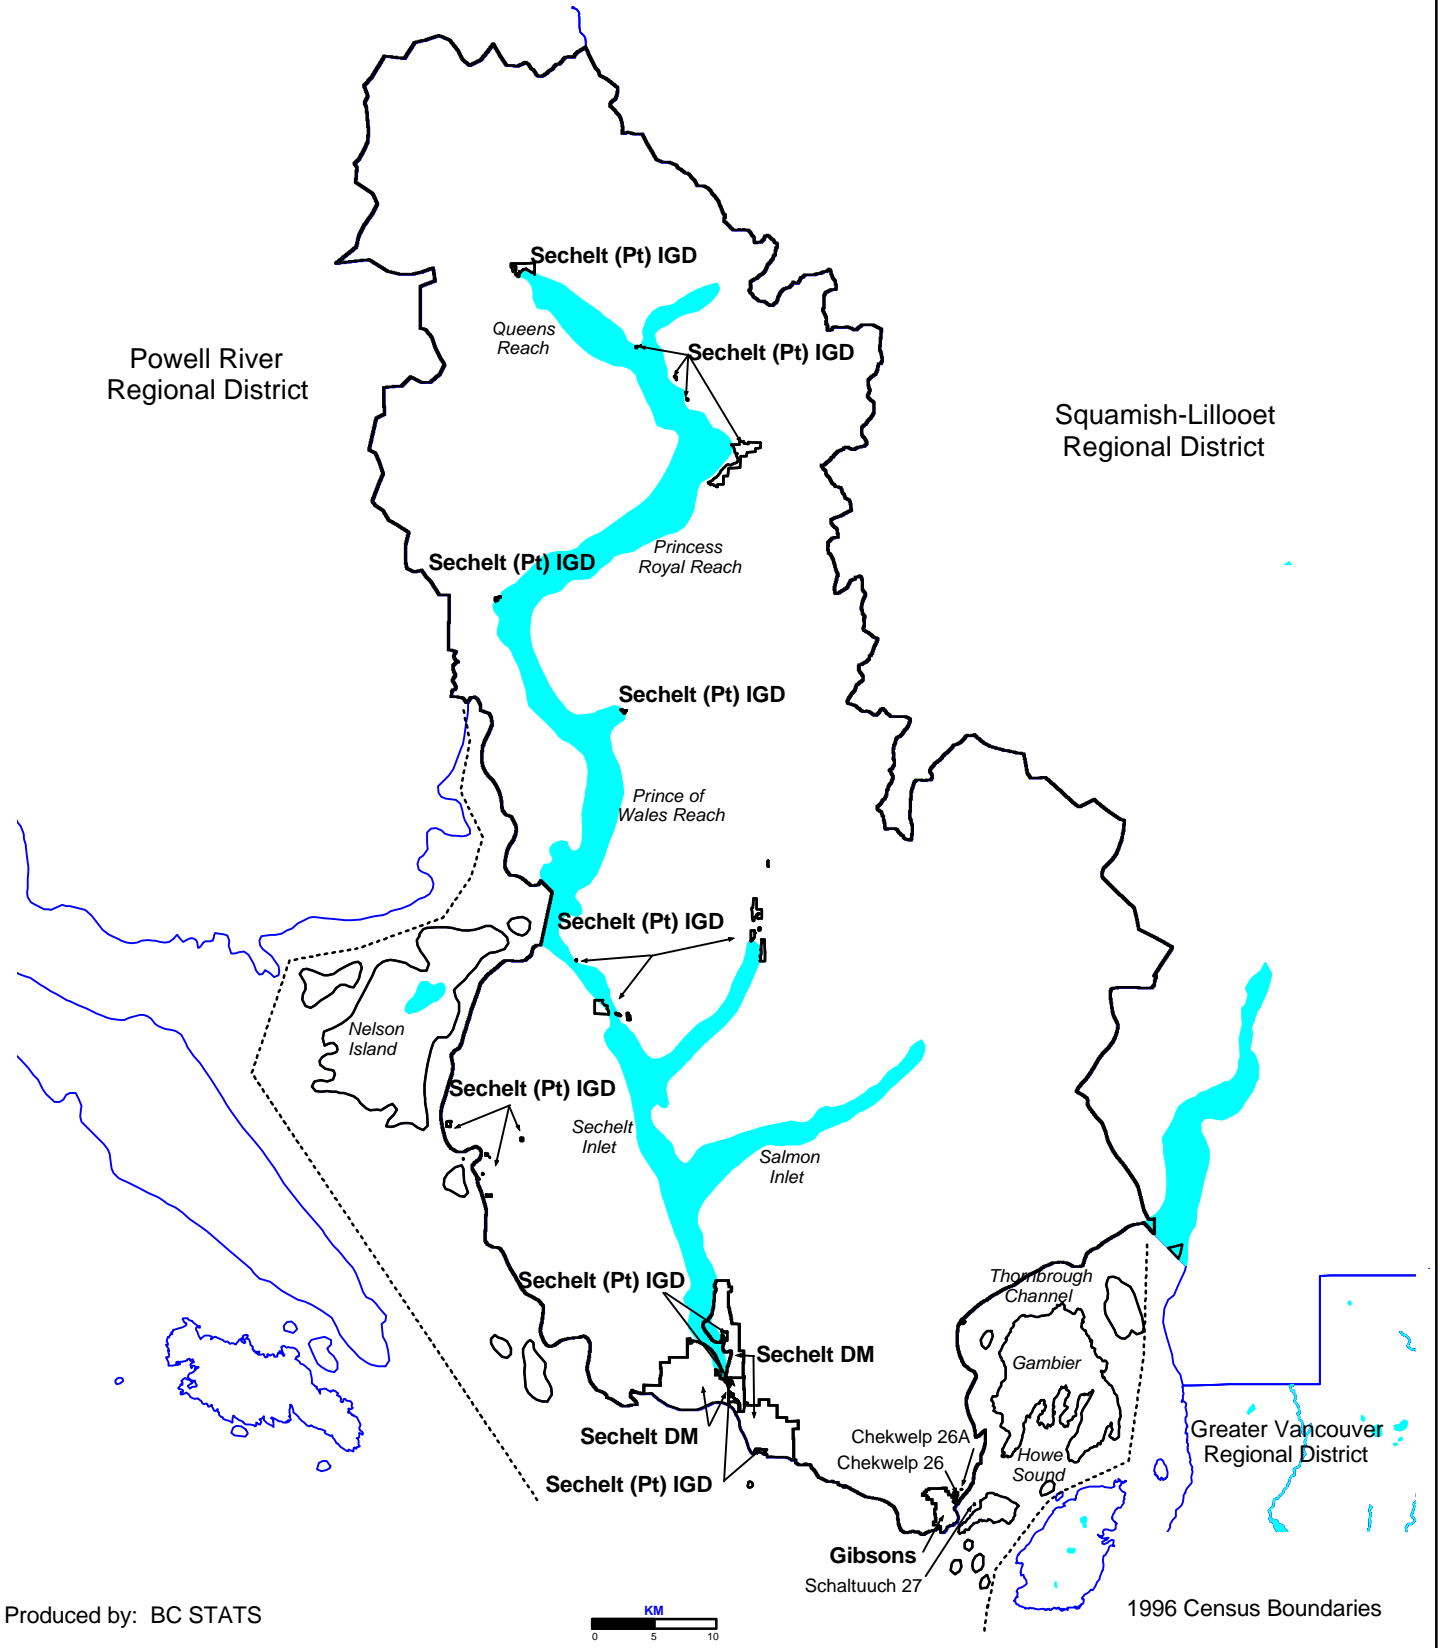 Sechelt (Pt) IGD
Queens
Reach
Sechelt (Pt) IGD
Powell River
Regional District
Squamish-Lillooet
Regional District
Princess
Royal Reach
Sechelt (Pt) IGD
Sechelt (Pt) IGD
Prince of
Wales Reach
Sechelt (Pt) IGD
Nelson
Island
Sechelt (Pt) IGD
Sechelt
Inlet
Salmon
Inlet
Sechelt (Pt) IGD
Thornbrough
Channel
Sechelt DM
Gambier
Sechelt DM
Chekwelp 26A
Chekwelp 26
Howe
Sound
Greater Vancouver
Regional District
Sechelt (Pt) IGD
Gibsons
Schaltuuch 27
Produced by: BC STATS
KM
0 5 10
1996 Census Boundaries